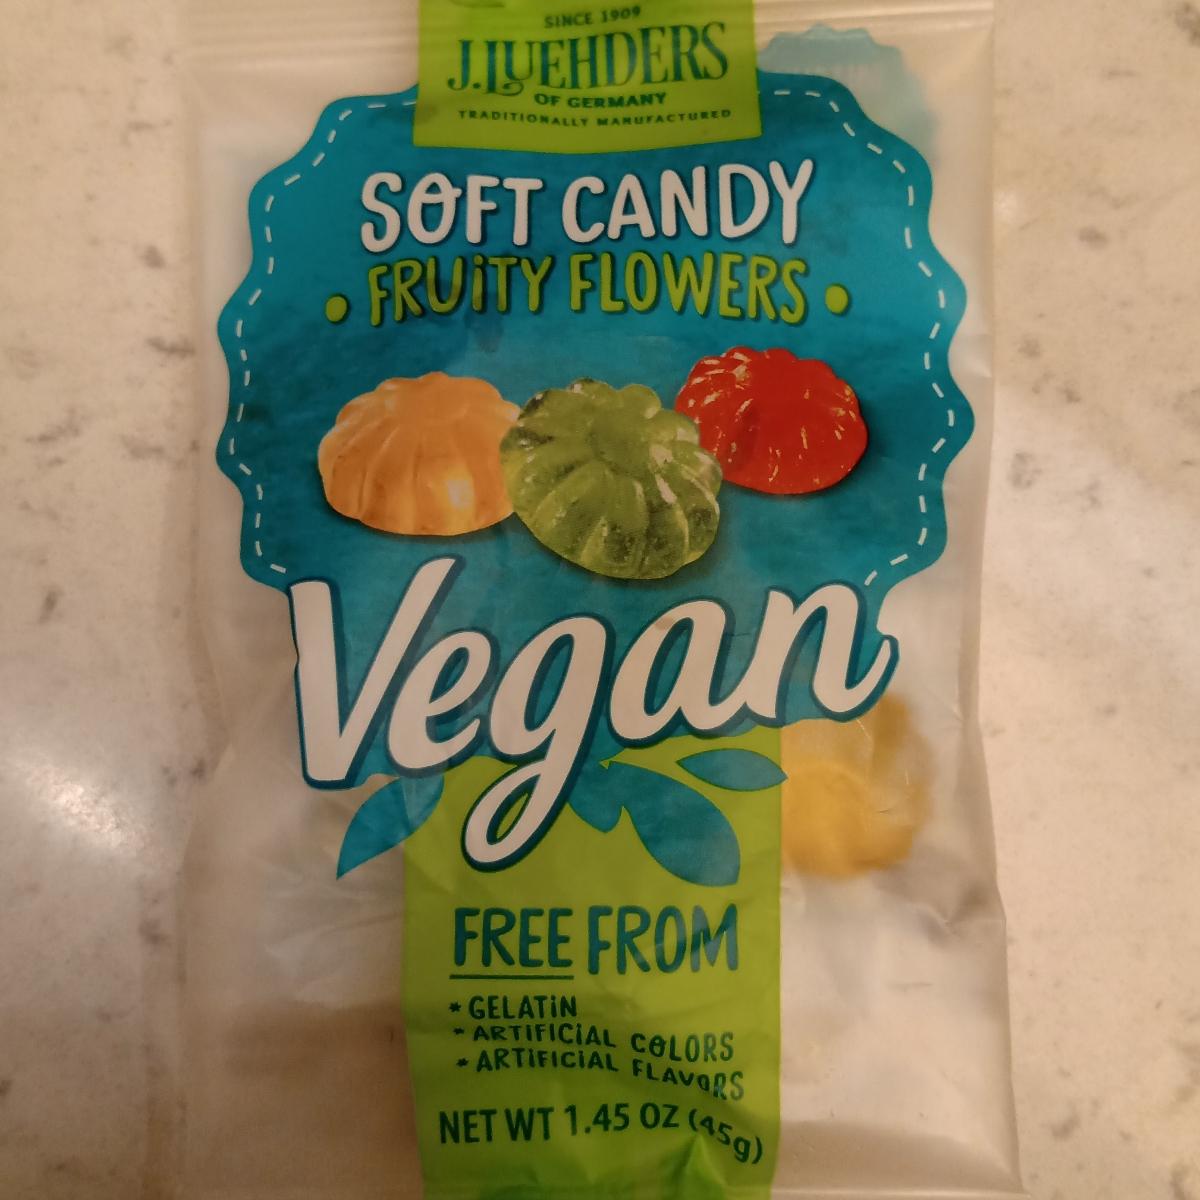 SINCE 1909
J.LUEHDERS
OF GERMANY
TRADITIONALLY MANUFACTURED
SOFT CANDY
• FRUITY FLOWERS •
Vegan
FREE FROM
* GELATIN
* ARTIFICIAL COLORS
* ARTIFICIAL FLAVORS
NET WT 1.45 OZ (45g)